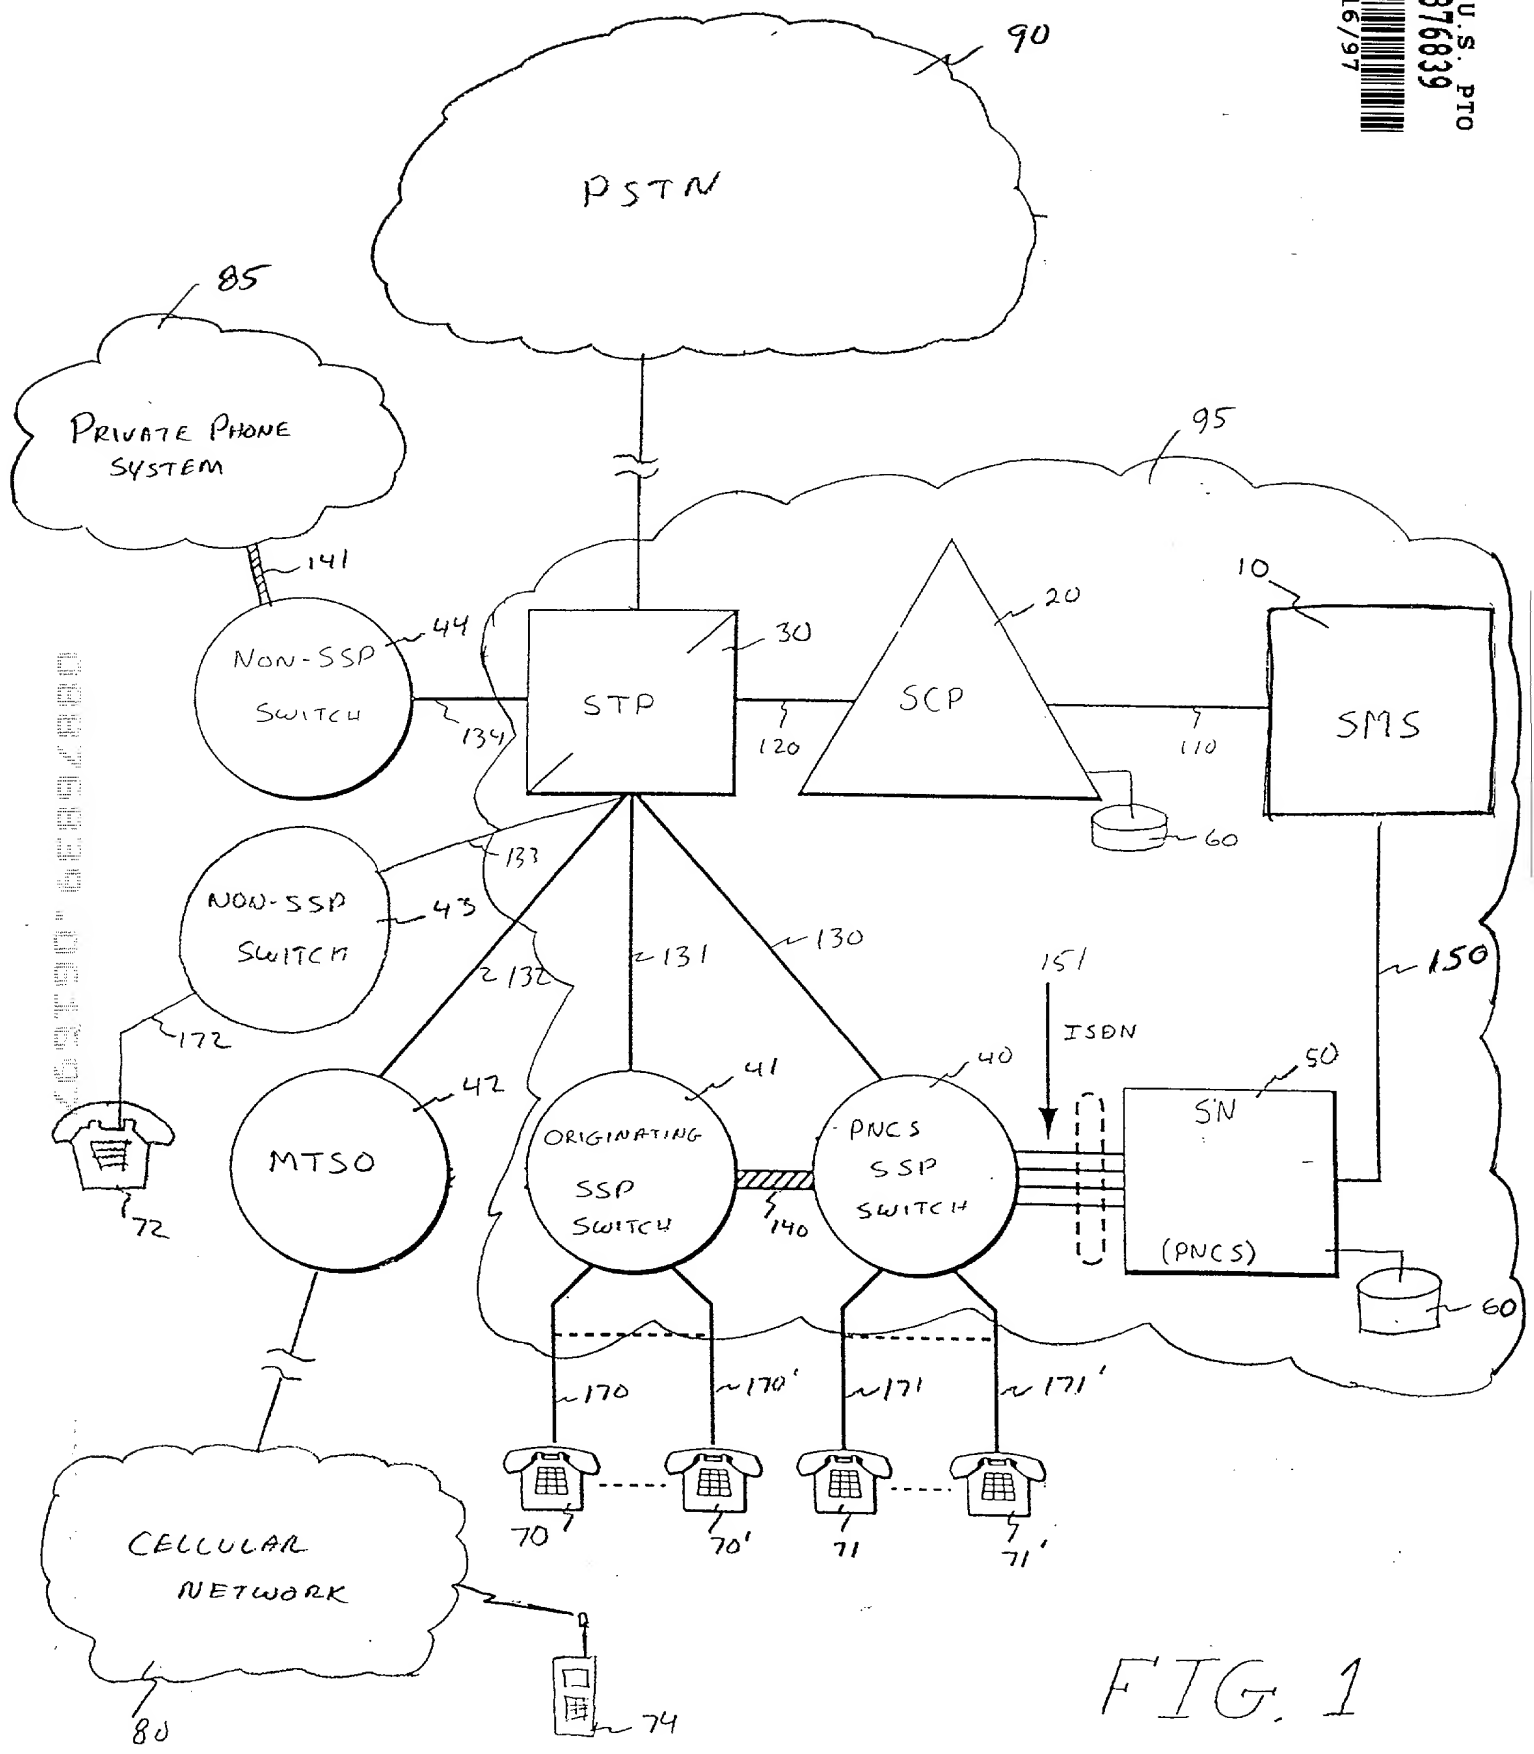 U.S. PTO
876839
16/97
90
PSTN
85
PRIVATE PHONE
SYSTEM
95
141
10
20
44
30
NON-SSP
SWITCH
STP
SCP
SMS
134
120
110
60
133
NON-SSP
SWITCH
43
132
131
130
151
150
ISDN
172
42
41
40
50
SN
ORIGINATING
SSP
SWITCH
PNCS
SSP
SWITCH
MTSO
72
140
(PNCS)
60
170
170'
171
171'
70
70'
71
71'
CELLULAR
NETWORK
74
80
FIG. 1